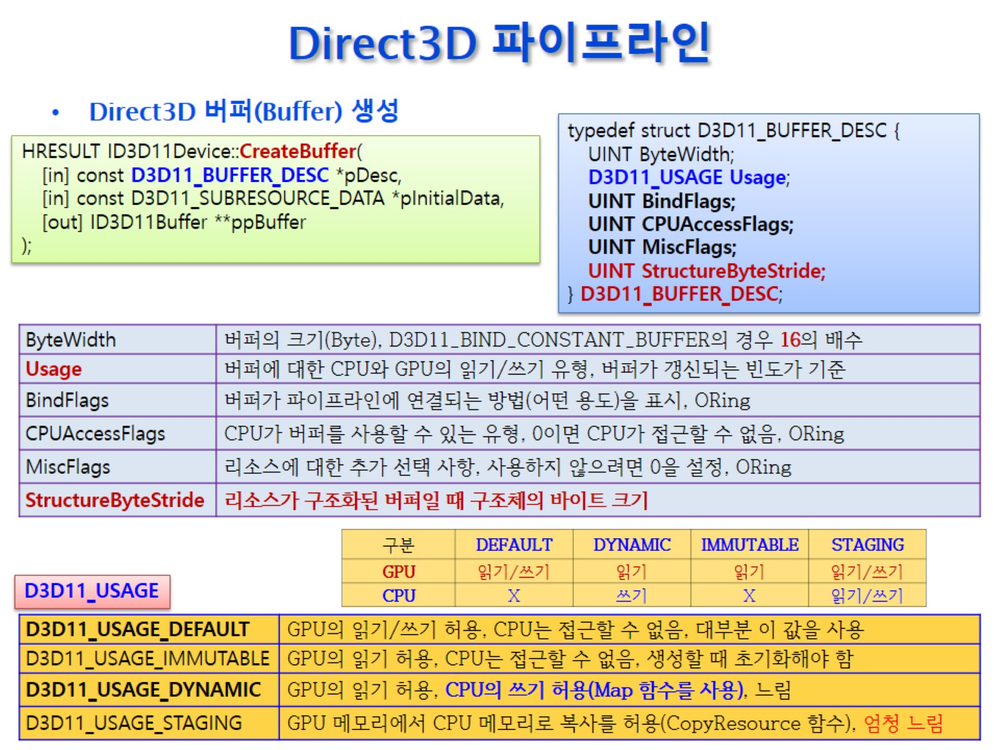 Direct3D 파이프라인
• Direct3D 버퍼(Buffer) 생성
HRESULT ID3D11Device::CreateBuffer(
[in] const D3D11_BUFFER_DESC *pDesc,
[in] const D3D11_SUBRESOURCE_DATA *pInitialData,
[out] ID3D11Buffer **ppBuffer
);
typedef struct D3D11_BUFFER_DESC {
UINT ByteWidth;
D3D11_USAGE Usage;
UINT BindFlags;
UINT CPUAccessFlags;
UINT MiscFlags;
UINT StructureByteStride;
} D3D11_BUFFER_DESC;
ByteWidth 버퍼의 크기(Byte), D3D11_BIND_CONSTANT_BUFFER의 경우 16의 배수
Usage 버퍼에 대한 CPU와 GPU의 읽기/쓰기 유형, 버퍼가 갱신되는 빈도가 기준
BindFlags 버퍼가 파이프라인에 연결되는 방법(어떤 용도)을 표시, ORing
CPUAccessFlags CPU가 버퍼를 사용할 수 있는 유형, 0이면 CPU가 접근할 수 없음, ORing
MiscFlags 리소스에 대한 추가 선택 사항, 사용하지 않으려면 0을 설정, ORing
StructureByteStride 리소스가 구조화된 버퍼일 때 구조체의 바이트 크기
구분 DEFAULT DYNAMIC IMMUTABLE STAGING
GPU 읽기/쓰기 읽기 읽기 읽기/쓰기
CPU X 쓰기 X 읽기/쓰기
D3D11_USAGE
D3D11_USAGE_DEFAULT GPU의 읽기/쓰기 허용, CPU는 접근할 수 없음, 대부분 이 값을 사용
D3D11_USAGE_IMMUTABLE GPU의 읽기 허용, CPU는 접근할 수 없음, 생성할 때 초기화해야 함
D3D11_USAGE_DYNAMIC GPU의 읽기 허용, CPU의 쓰기 허용(Map 함수를 사용), 느림
D3D11_USAGE_STAGING GPU 메모리에서 CPU 메모리로 복사를 허용(CopyResource 함수), 엄청 느림